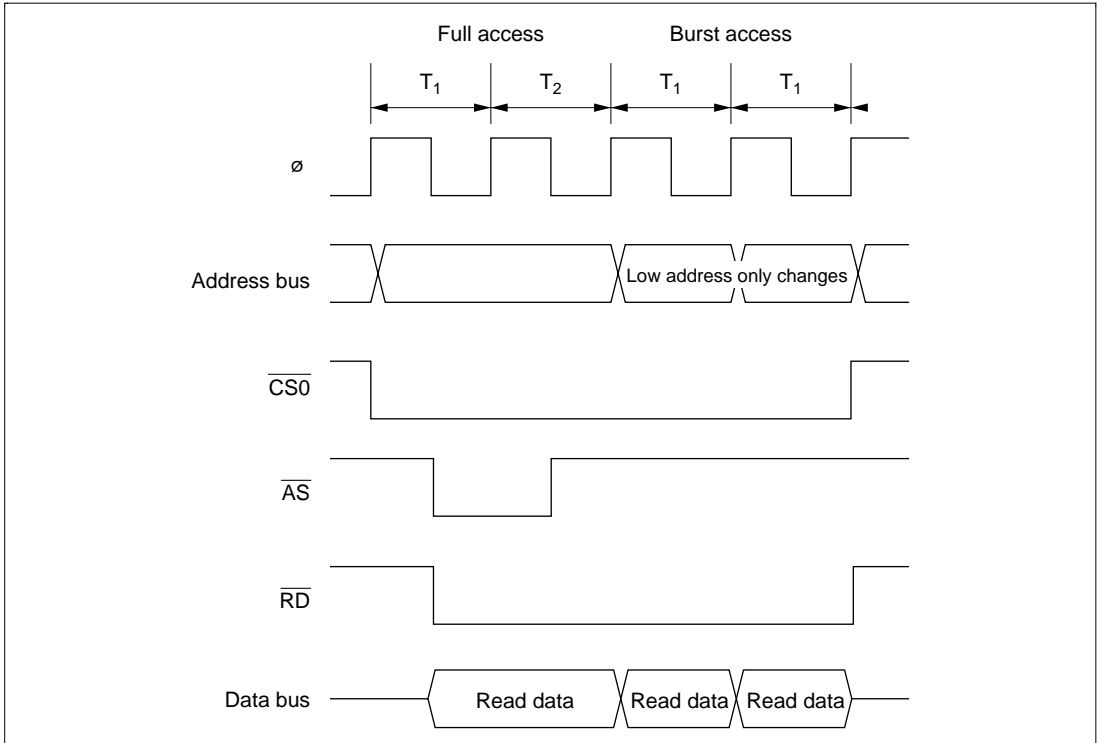 Full access Burst access
T1 T2 T1 T1
ø
Address bus
Low address only changes
CS0
AS
RD
Data bus
Read data Read data Read data